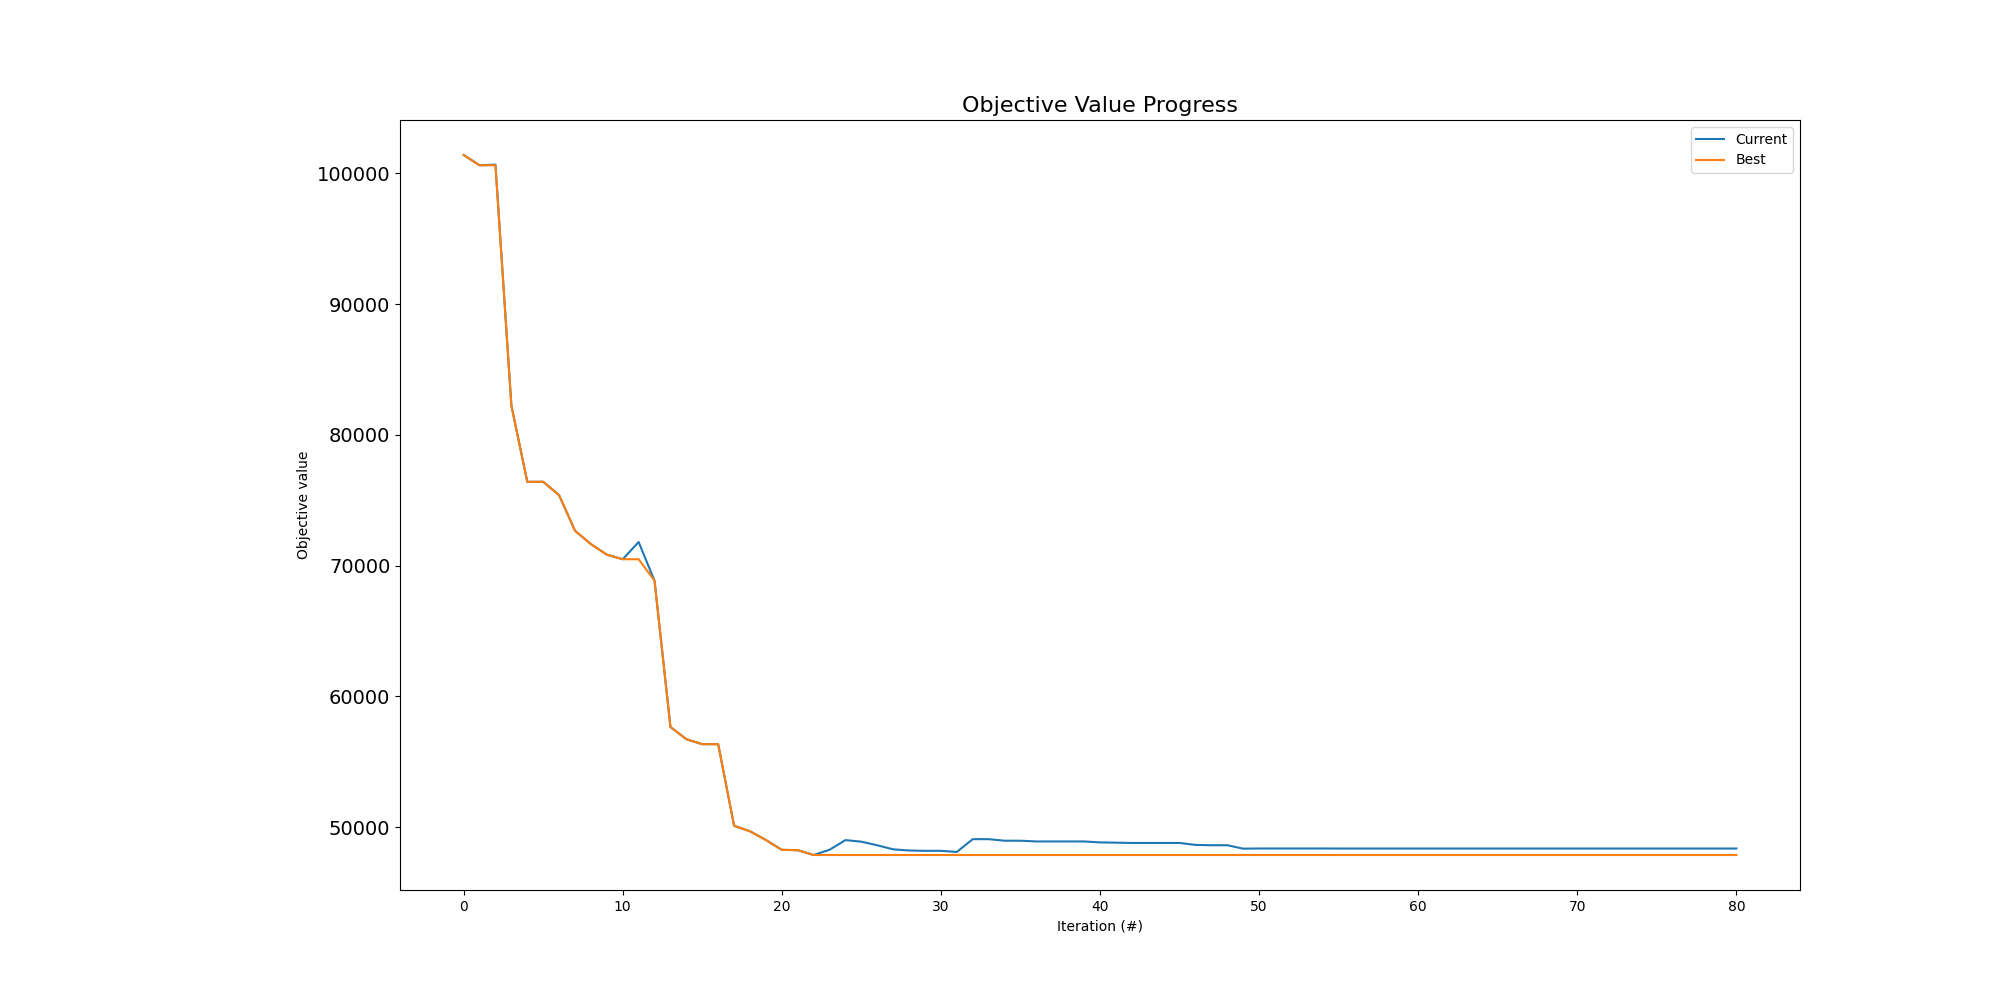 Objective Value Progress
Current
Best
100000
90000
80000
70000
60000
50000
Objective value
0 10 20 30 40 50 60 70 80
Iteration (#)